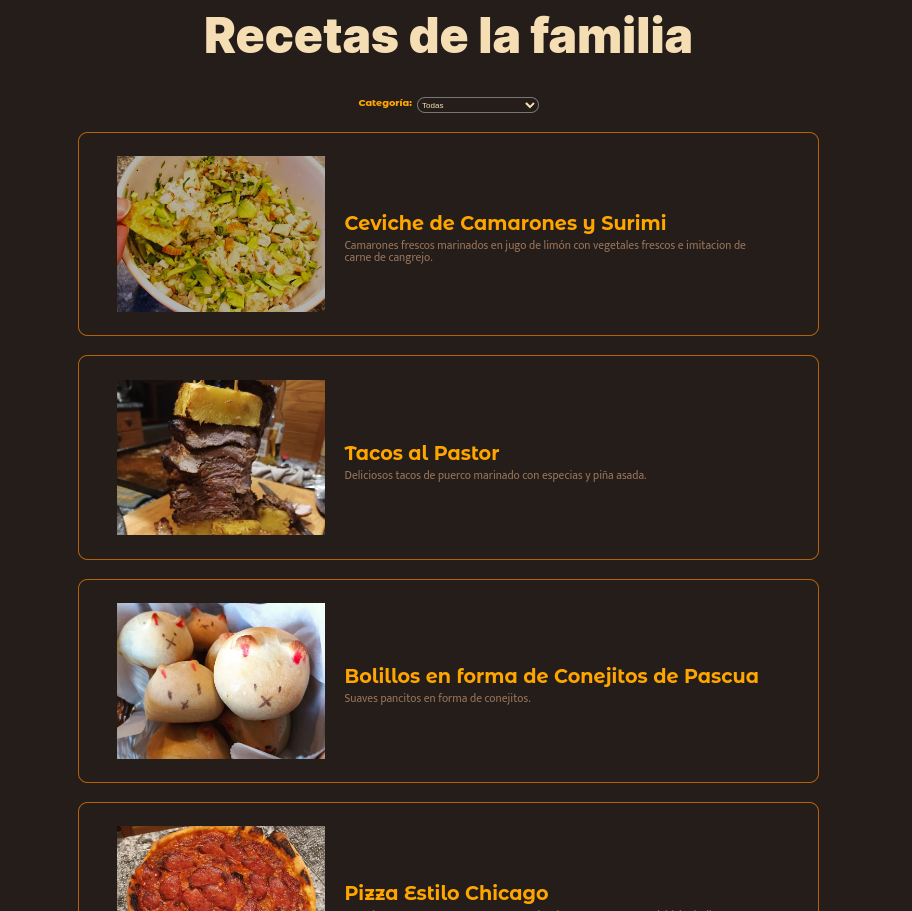 Recetas de la familia
Categoría: Todas
Ceviche de Camarones y Surimi
Camarones frescos marinados en jugo de limón con vegetales frescos e imitacion de
carne de cangrejo.
Tacos al Pastor
Deliciosos tacos de puerco marinado con especias y piña asada.
Bolillos en forma de Conejitos de Pascua
Suaves pancitos en forma de conejitos.
Pizza Estilo Chicago